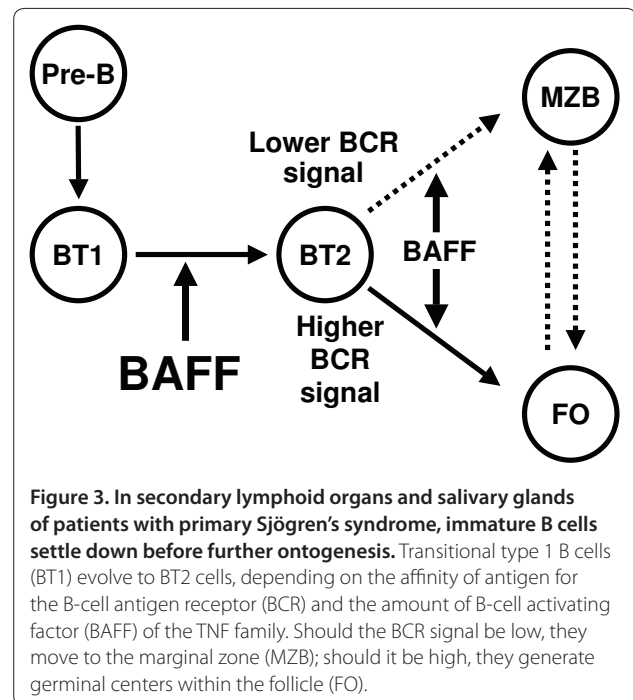 Pre-B
MZB
Lower BCR
signal
BT1
BT2
BAFF
Higher
BCR
signal
BAFF
FO
Figure 3. In secondary lymphoid organs and salivary glands
of patients with primary Sjögren’s syndrome, immature B cells
settle down before further ontogenesis. Transitional type 1 B cells
(BT1) evolve to BT2 cells, depending on the affinity of antigen for
the B-cell antigen receptor (BCR) and the amount of B-cell activating
factor (BAFF) of the TNF family. Should the BCR signal be low, they
move to the marginal zone (MZB); should it be high, they generate
germinal centers within the follicle (FO).